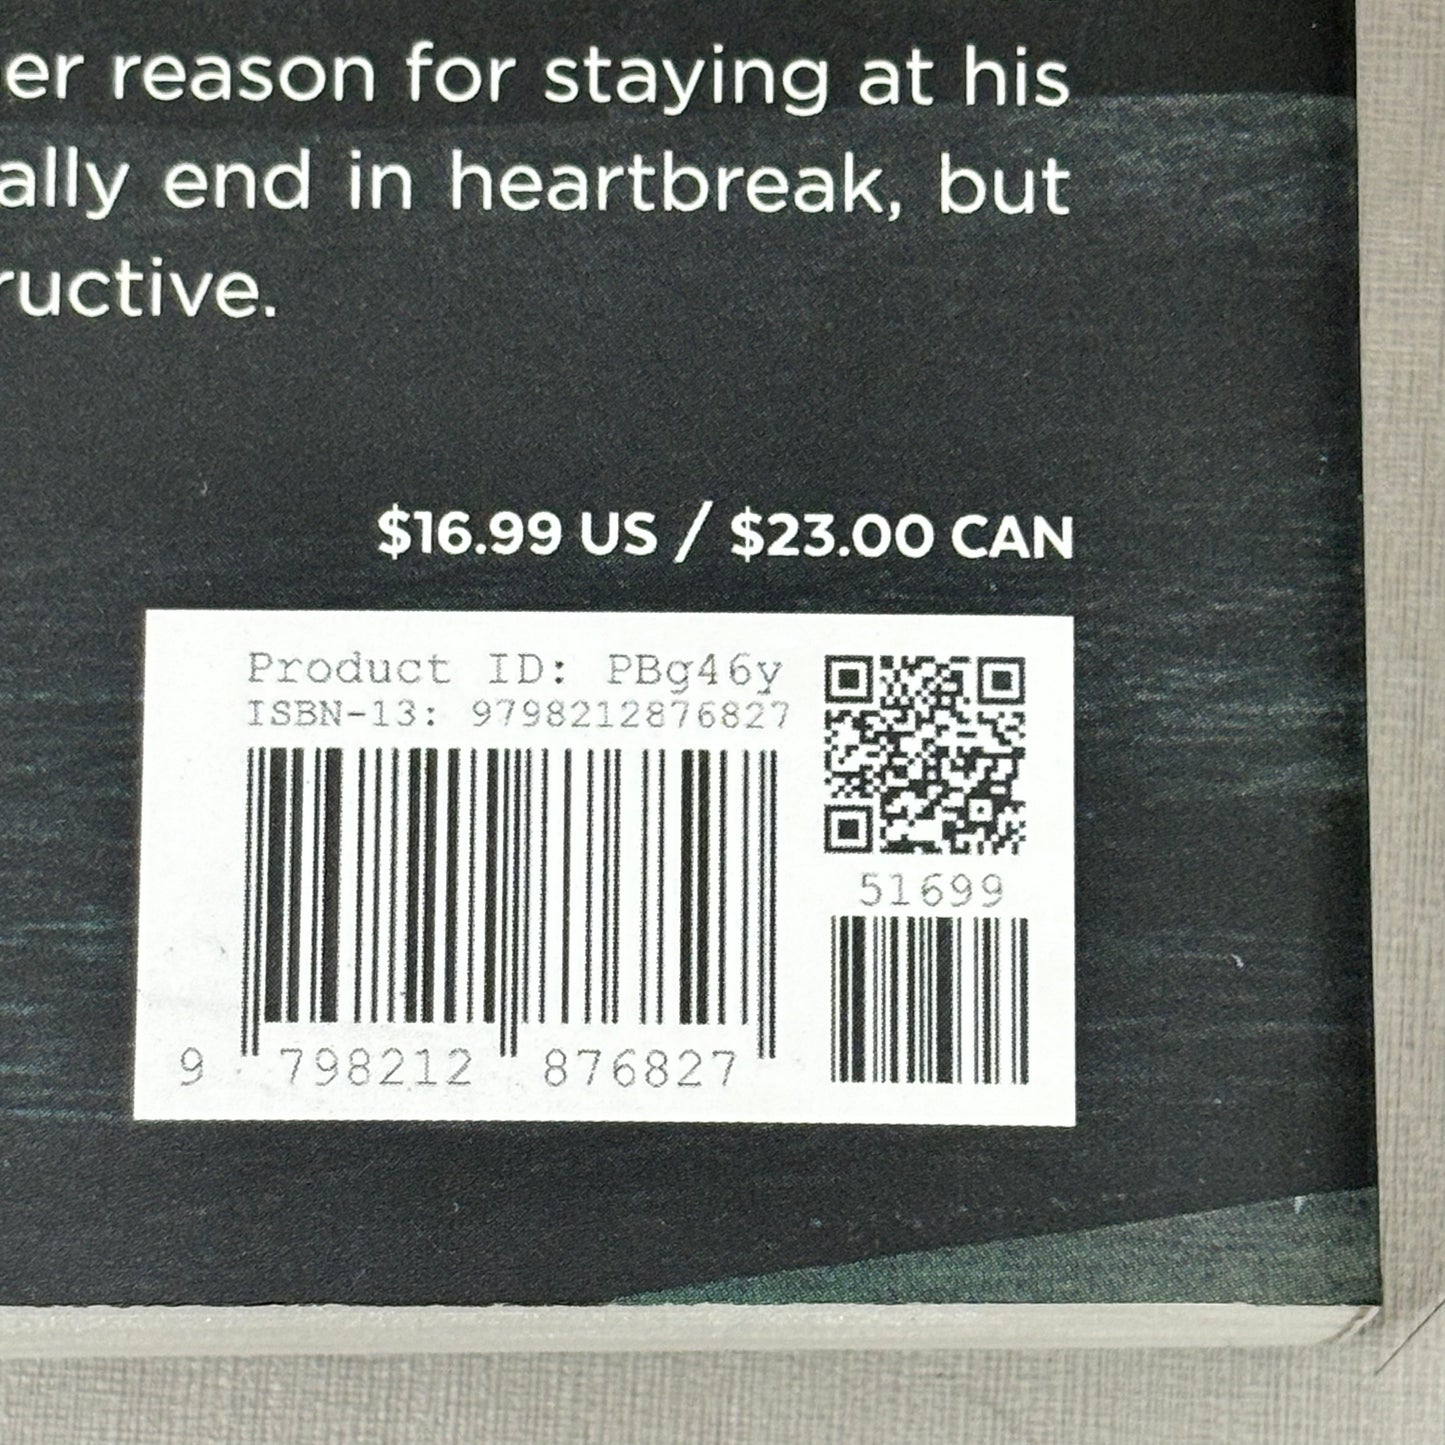 er reason for staying at his
ally end in heartbreak, but
ructive.
$16.99 US / $23.00 CAN
Product ID: PBg46y
ISBN-13: 9798212876827
51699
9 798212 876827